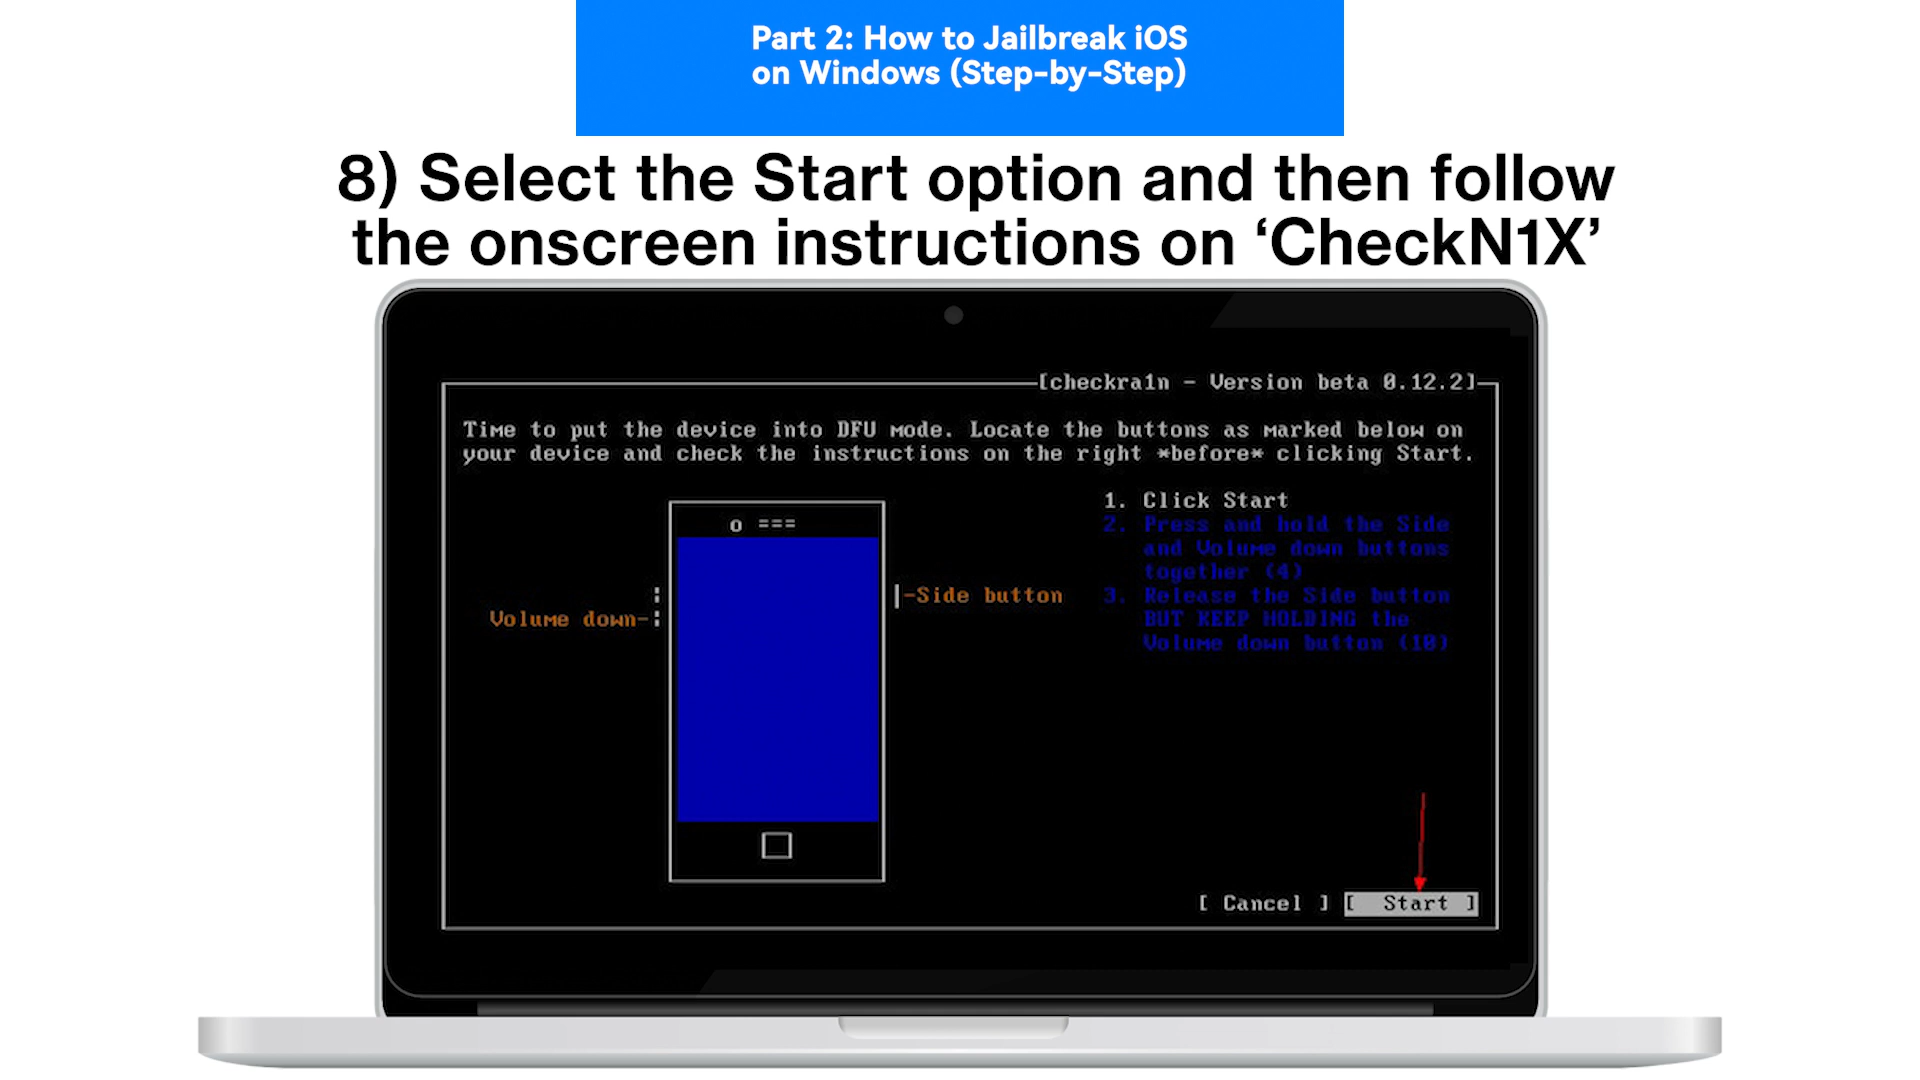 Part 2: How to Jailbreak iOS
on Windows (Step-by-Step)
8) Select the Start option and then follow
the onscreen instructions on ‘CheckN1X’
[checkra1n - Version beta 0.12.2]
Time to put the device into DFU mode. Locate the buttons as marked below on
your device and check the instructions on the right *before* clicking Start.
o ===
Volume down-
-Side button
1. Click Start
2. Press and hold the Side
and Volume down buttons
together (4)
3. Release the Side button
BUT KEEP HOLDING the
Volume down button (10)
[ Cancel ] [ Start ]